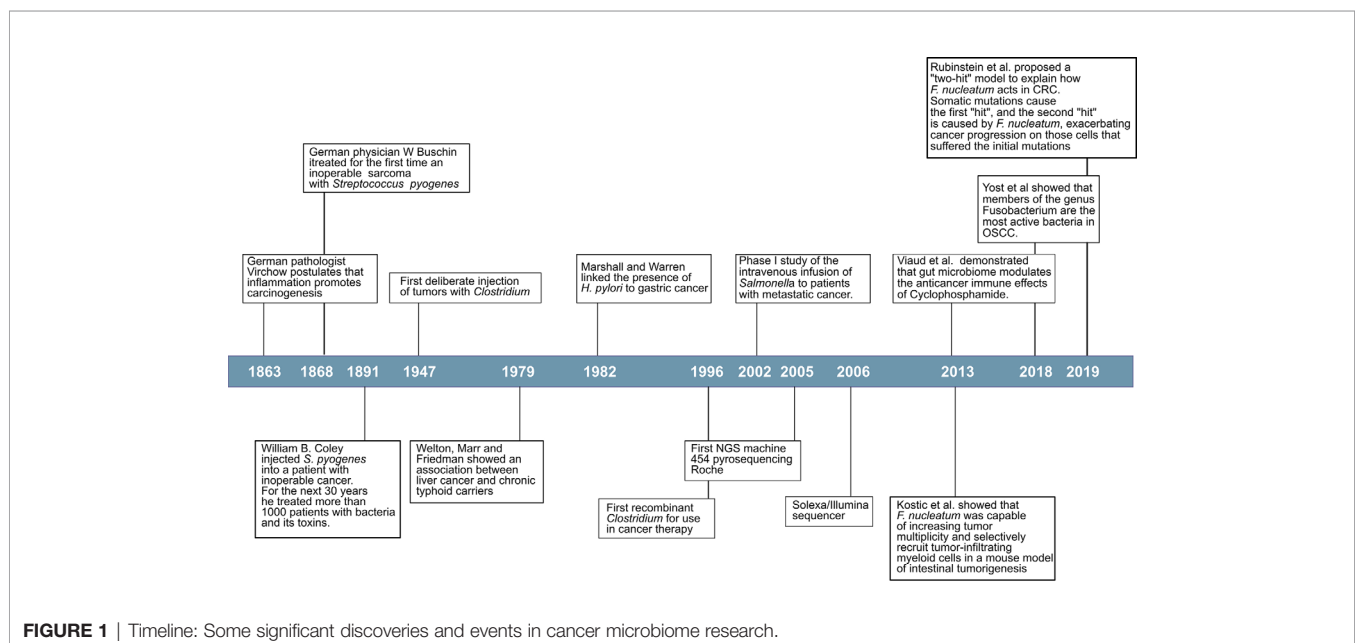 Rubinstein et al. proposed a
"two-hit" model to explain how
F. nucleatum acts in CRC.
Somatic mutations cause
the first "hit", and the second "hit"
is caused by F. nucleatum, exacerbating
cancer progression on those cells that
suffered the initial mutations
German physician W Buschin
itreated for the first time an
inoperable sarcoma
with Streptococcus pyogenes
Yost et al showed that
members of the genus
Fusobacterium are the
most active bacteria in
OSCC.
German pathologist
Virchow postulates that
inflammation promotes
carcinogenesis
First deliberate injection
of tumors with Clostridium
Marshall and Warren
linked the presence of
H. pylori to gastric cancer
Phase I study of the
intravenous infusion of
Salmonella to patients
with metastatic cancer.
Viaud et al. demonstrated
that gut microbiome modulates
the anticancer immune effects
of Cyclophosphamide.
1863 1868 1891 1947 1979 1982 1996 2002 2005 2006 2013 2018 2019
William B. Coley
injected S. pyogenes
into a patient with
inoperable cancer.
For the next 30 years
he treated more than
1000 patients with bacteria
and its toxins.
Welton, Marr and
Friedman showed an
association between
liver cancer and chronic
typhoid carriers
First NGS machine
454 pyrosequencing
Roche
First recombinant
Clostridium for use
in cancer therapy
Solexa/Illumina
sequencer
Kostic et al. showed that
F. nucleatum was capable
of increasing tumor
multiplicity and selectively
recruit tumor-infiltrating
myeloid cells in a mouse model
of intestinal tumorigenesis
FIGURE 1 | Timeline: Some significant discoveries and events in cancer microbiome research.